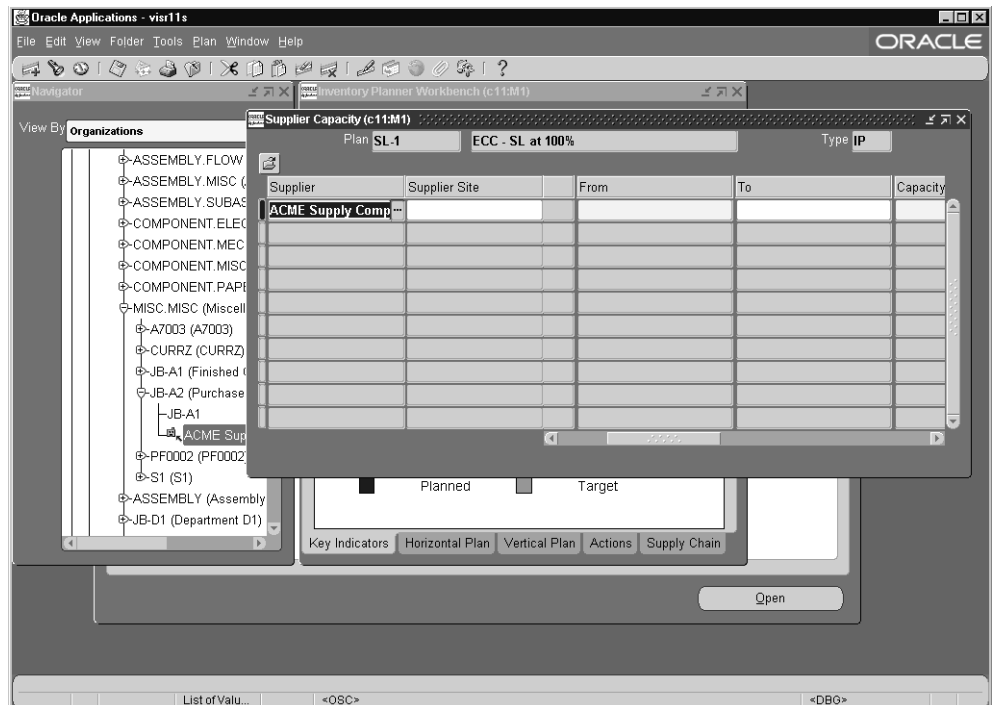 Oracle Applications - visr11s
File Edit View Folder Tools Plan Window Help
ORACLE
Navigator
Inventory Planner Workbench (c11:M1)
View By Organizations
Supplier Capacity (c11:M1)
Plan SL-1 ECC - SL at 100% Type IP
Supplier Supplier Site From To Capacity
ACME Supply Comp
ASSEMBLY.FLOW
ASSEMBLY.MISC (
ASSEMBLY.SUBAS
COMPONENT.ELEC
COMPONENT.MEC
COMPONENT.MISC
COMPONENT.PAPE
MISC.MISC (Miscell
A7003 (A7003)
CURRZ (CURRZ)
JB-A1 (Finished
JB-A2 (Purchase
JB-A1
ACME Sup
PF0002 (PF0002)
S1 (S1)
ASSEMBLY (Assembly
JB-D1 (Department D1)
Planned Target
Key Indicators Horizontal Plan Vertical Plan Actions Supply Chain
Open
List of Valu... <OSC> <DBG>